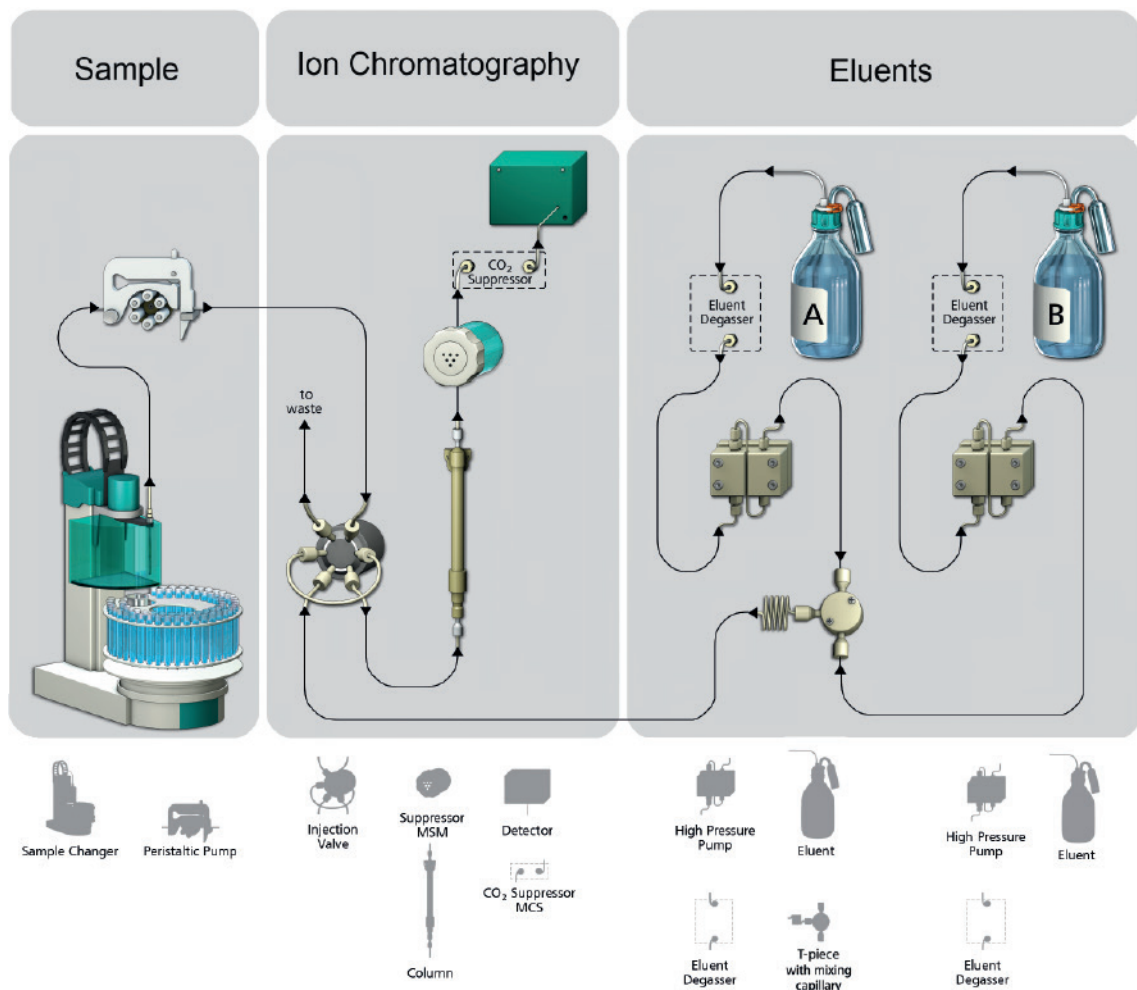 Sample
Ion Chromatography
Eluents
CO₂
Suppressor
Eluent
Degasser
A
Eluent
Degasser
B
to
waste
Sample Changer
Peristaltic Pump
Injection
Valve
Suppressor
MSM
Detector
CO₂ Suppressor
MCS
Column
High Pressure
Pump
Eluent
High Pressure
Pump
Eluent
Eluent
Degasser
T-piece
with mixing
capillary
Eluent
Degasser